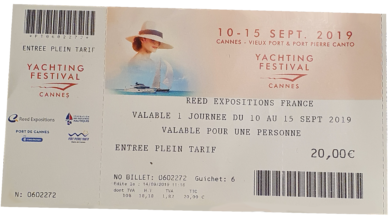 ENTREE PLEIN TARIF
YACHTING
FESTIVAL
CANNES
Reed Expositions
PORT DE CANNES
N: 0602272
10-15 SEPT. 2019
CANNES - VIEUX PORT & PORT PIERRE CANTO
YACHTING
FESTIVAL
CANNES
REED EXPOSITIONS FRANCE
VALABLE 1 JOURNEE DU 10 AU 15 SEPT 2019
VALABLE POUR UNE PERSONNE
ENTREE PLEIN TARIF
20,00€
NO BILLET: 0602272 Guichet: 6